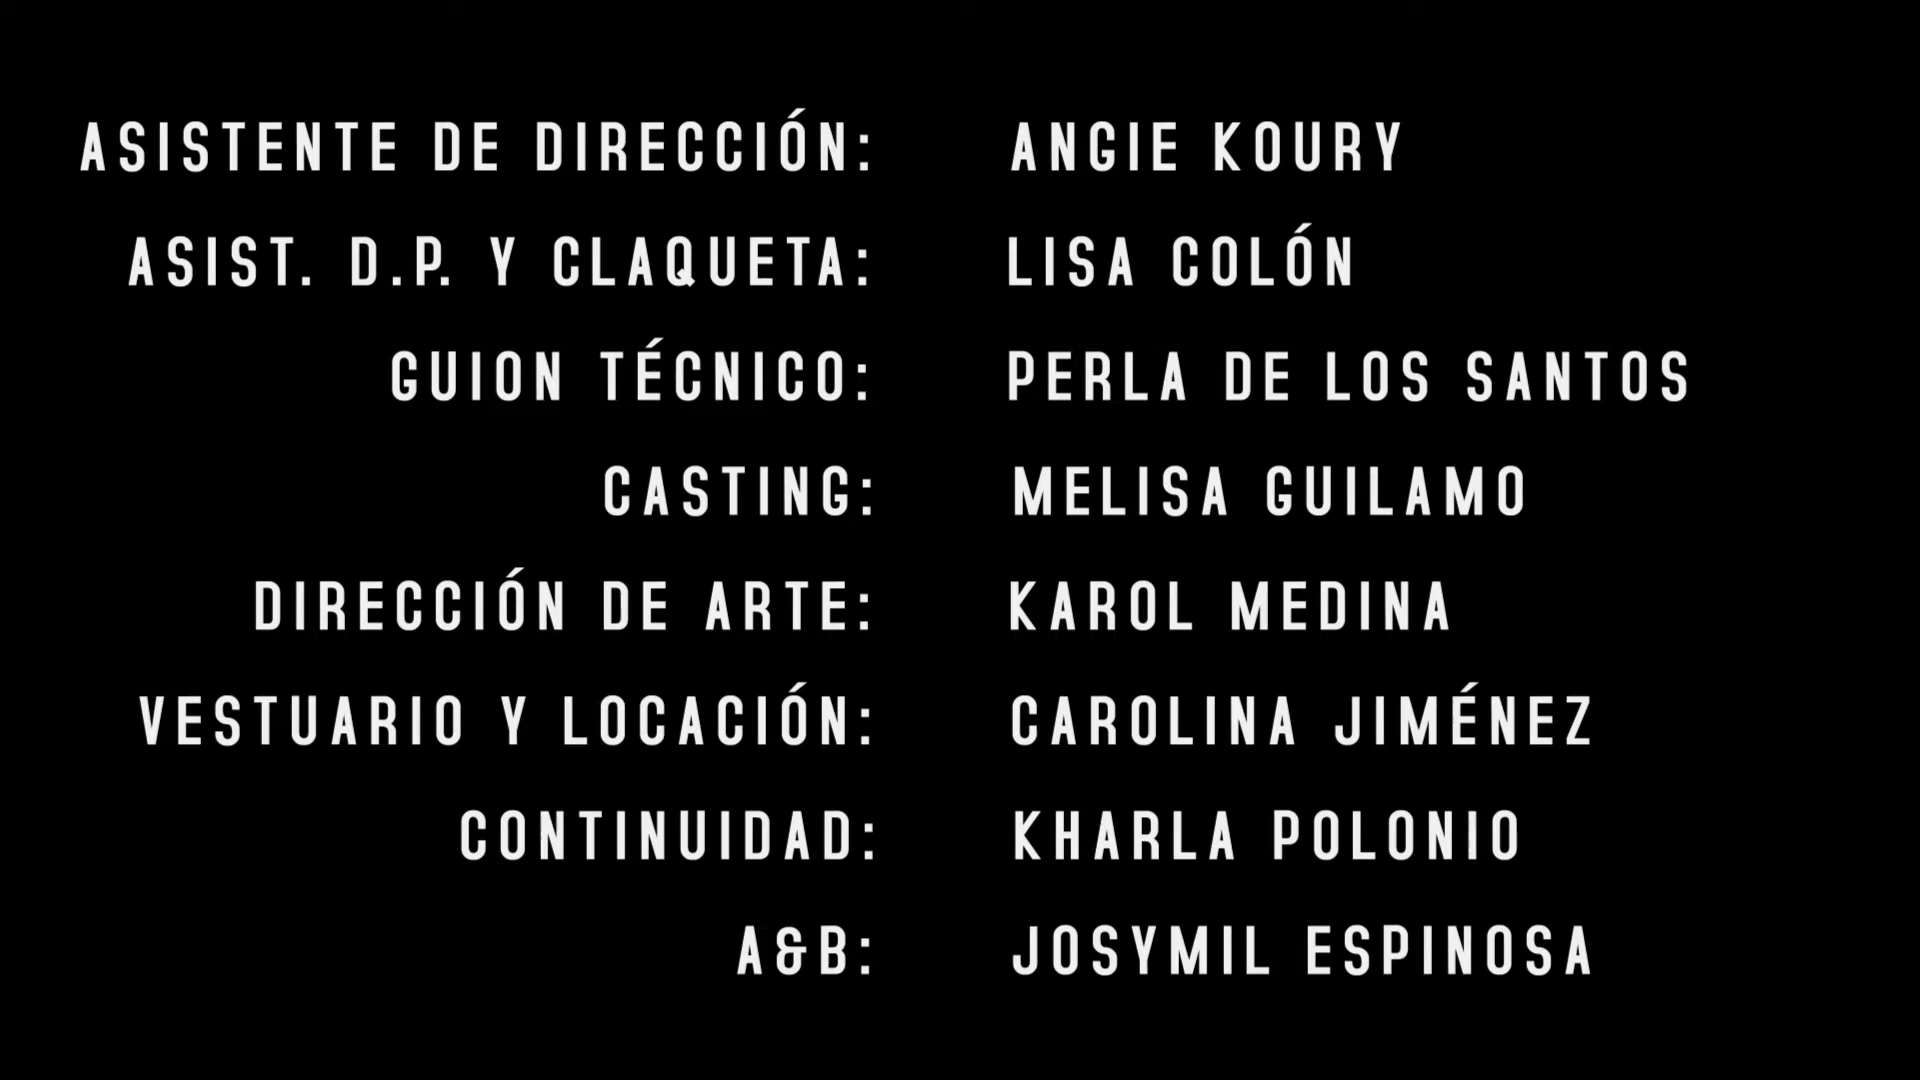 ASISTENTE DE DIRECCIÓN: ANGIE KOURY
ASIST. D.P. Y CLAQUETA: LISA COLÓN
GUION TÉCNICO: PERLA DE LOS SANTOS
CASTING: MELISA GUILAMO
DIRECCIÓN DE ARTE: KAROL MEDINA
VESTUARIO Y LOCACIÓN: CAROLINA JIMÉNEZ
CONTINUIDAD: KHARLA POLONIO
A&B: JOSYMIL ESPINOSA